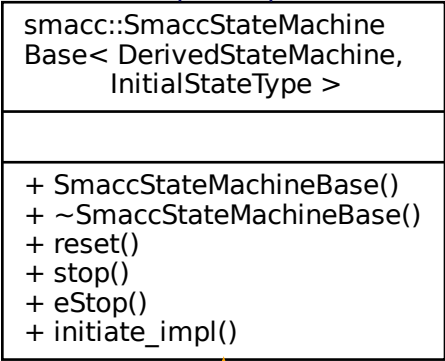 smacc::SmaccStateMachine
Base< DerivedStateMachine,
InitialStateType >
+ SmaccStateMachineBase()
+ ~SmaccStateMachineBase()
+ reset()
+ stop()
+ eStop()
+ initiate_impl()